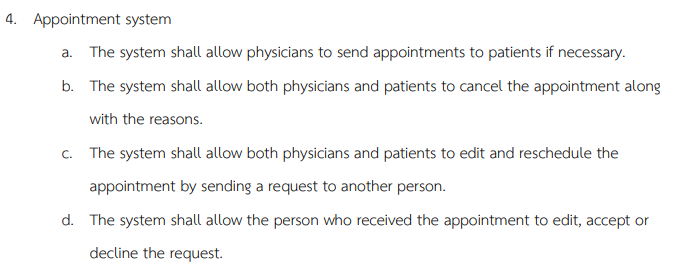 4. Appointment system
a. The system shall allow physicians to send appointments to patients if necessary.
b. The system shall allow both physicians and patients to cancel the appointment along
with the reasons.
c. The system shall allow both physicians and patients to edit and reschedule the
appointment by sending a request to another person.
d. The system shall allow the person who received the appointment to edit, accept or
decline the request.